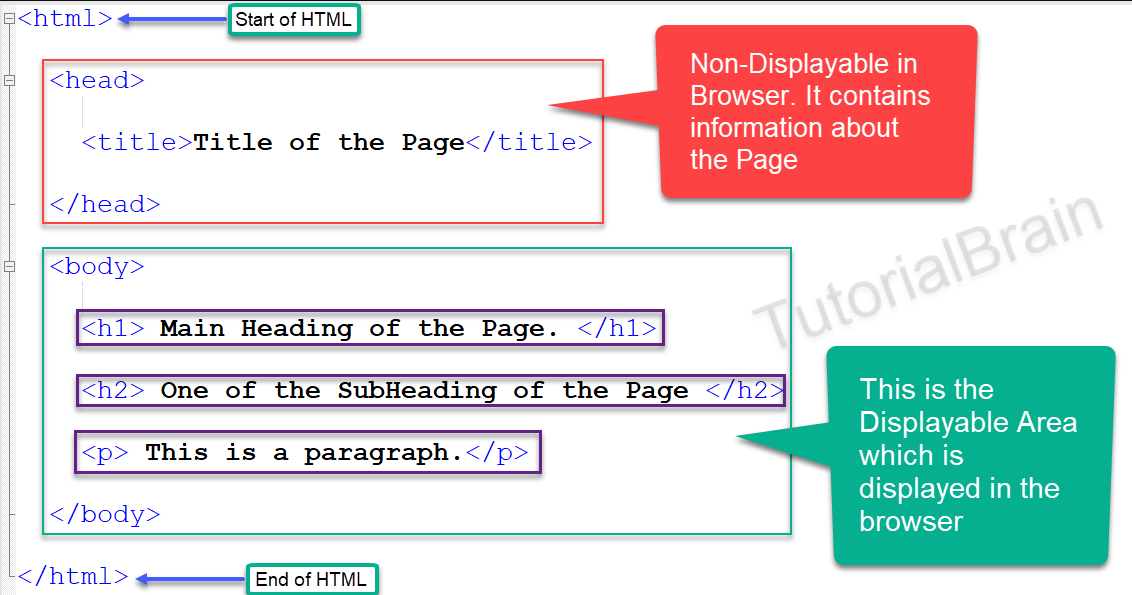 <html>
Start of HTML
<head>
<title>Title of the Page</title>
</head>
Non-Displayable in
Browser. It contains
information about
the Page
TutorialBrain
<body>
<h1> Main Heading of the Page. </h1>
<h2> One of the SubHeading of the Page </h2>
<p> This is a paragraph.</p>
</body>
This is the
Displayable Area
which is
displayed in the
browser
</html>
End of HTML